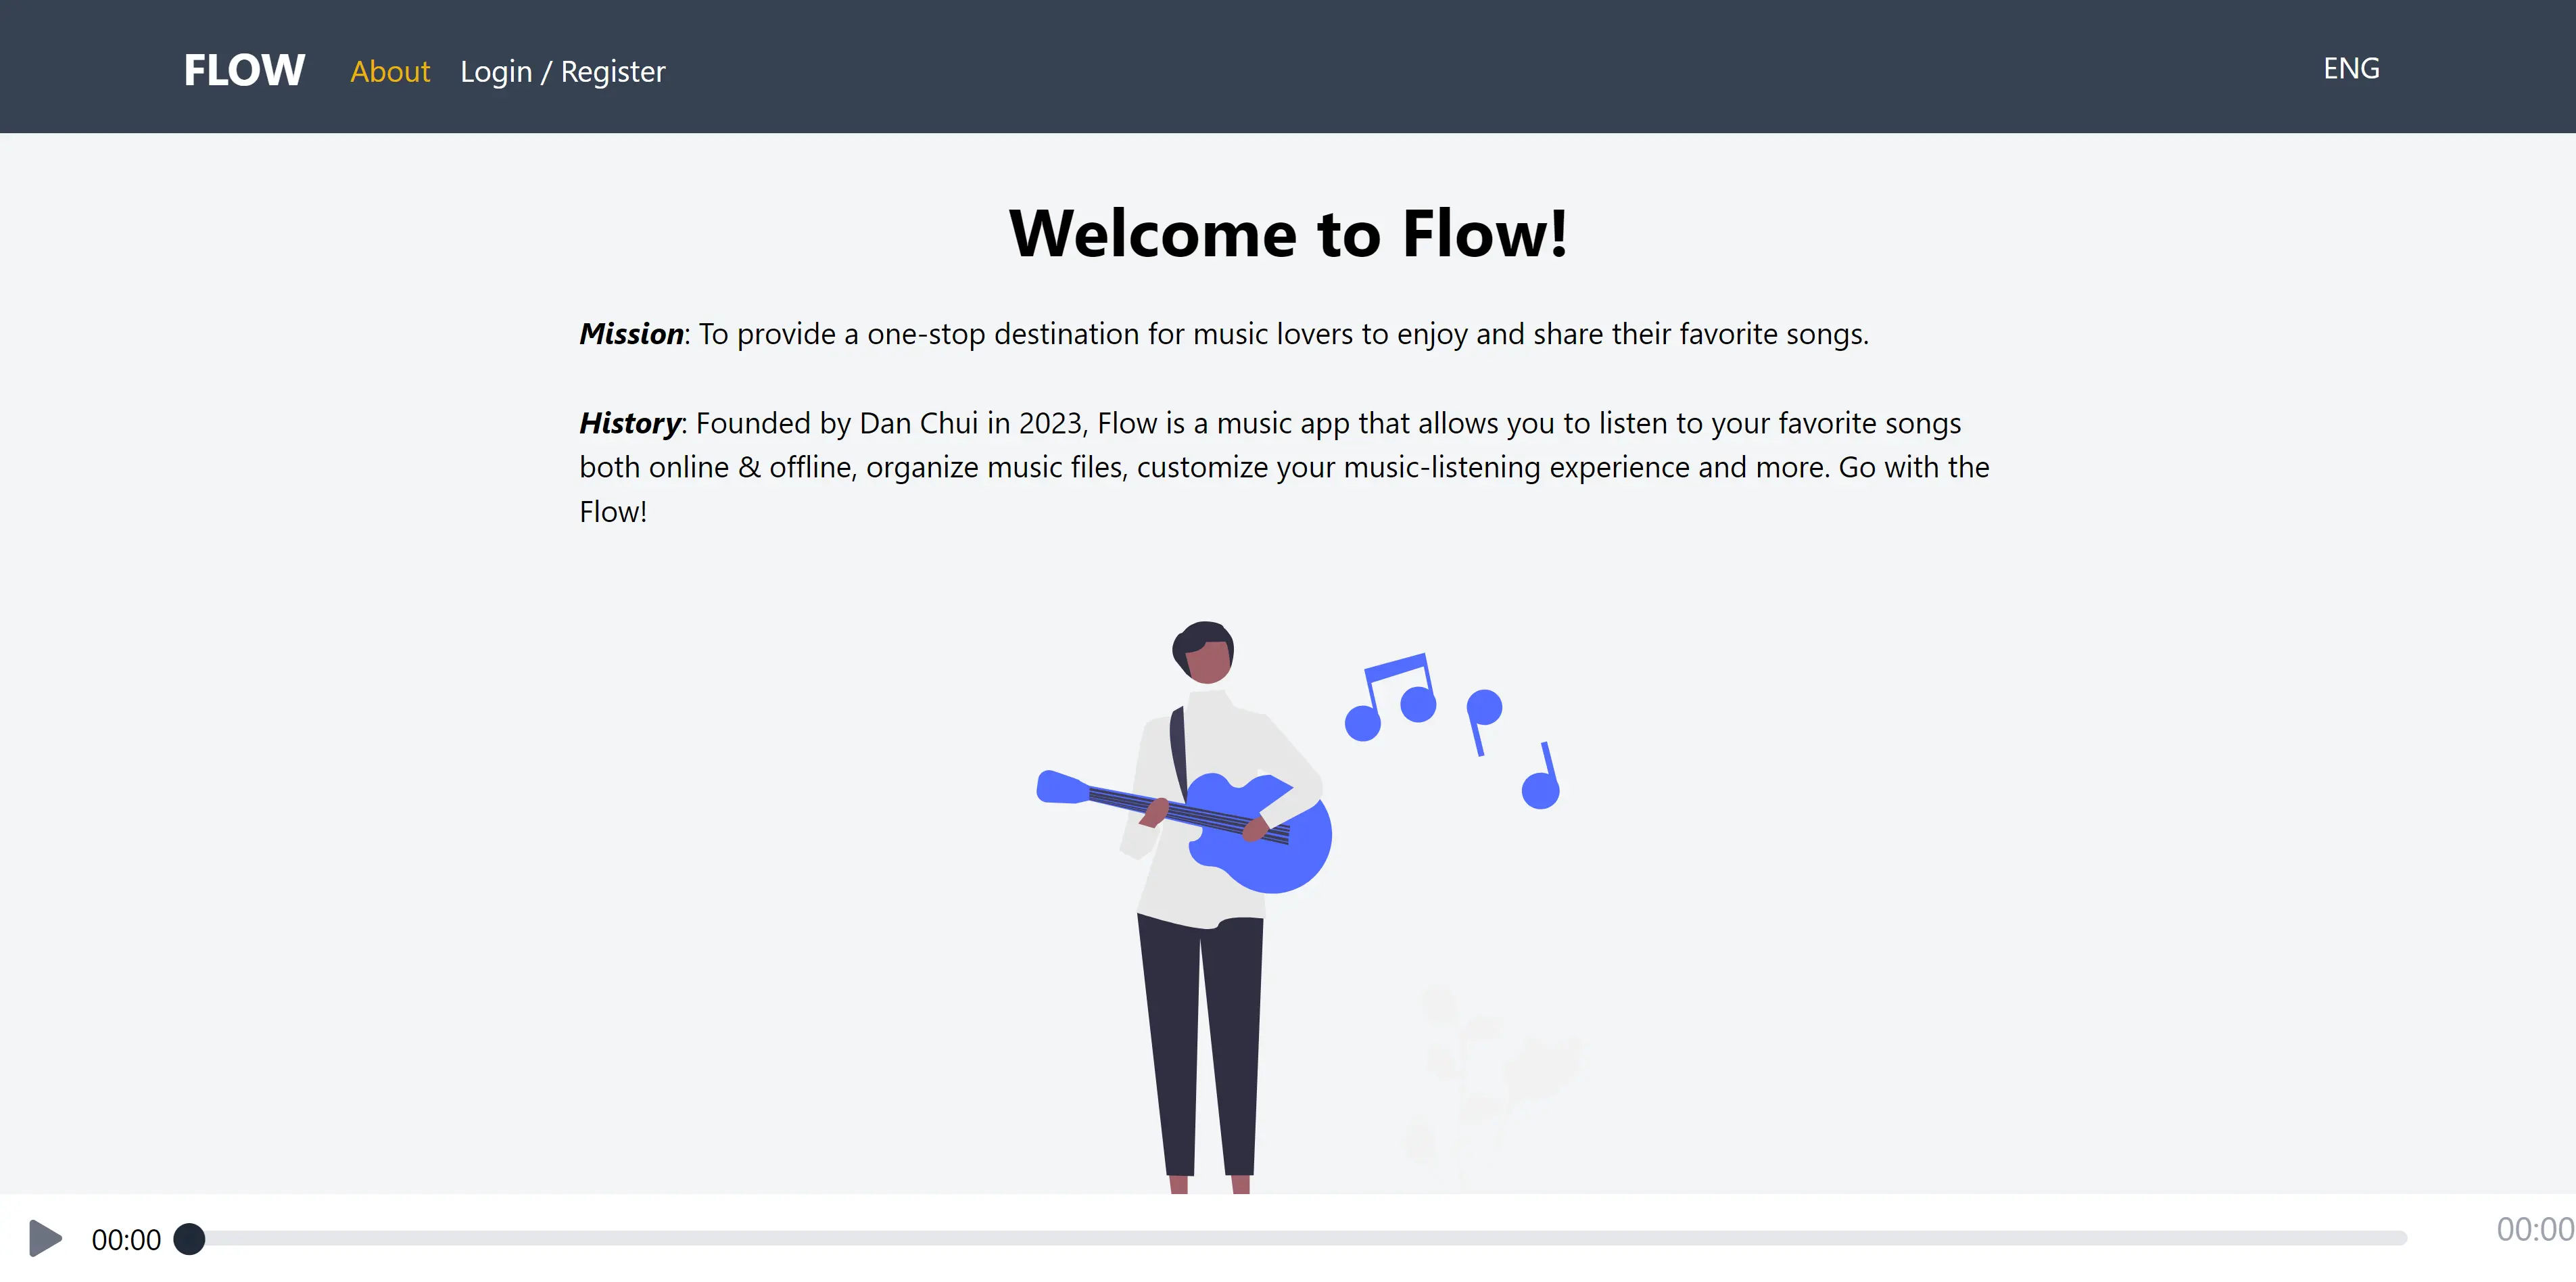 FLOW About Login / Register ENG
Welcome to Flow!
Mission: To provide a one-stop destination for music lovers to enjoy and share their favorite songs.
History: Founded by Dan Chui in 2023, Flow is a music app that allows you to listen to your favorite songs
both online & offline, organize music files, customize your music-listening experience and more. Go with the
Flow!
00:00 00:00